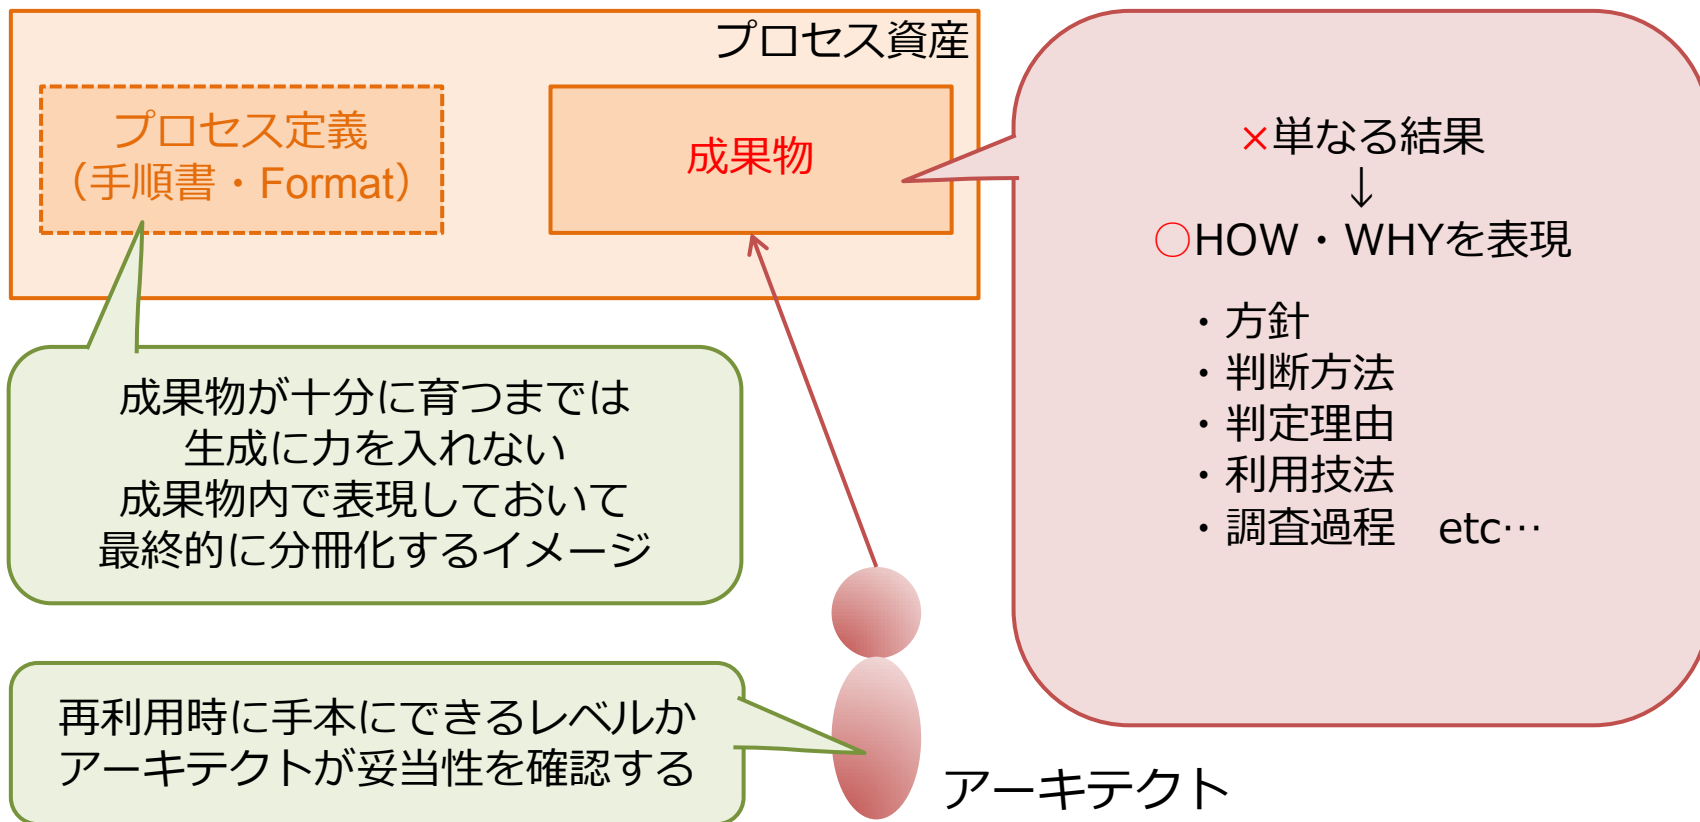 プロセス資産
プロセス定義
（手順書・Format）
成果物
×単なる結果
↓
○HOW・WHYを表現
・方針
・判断方法
・判定理由
・利用技法
・調査過程　etc…
成果物が十分に育つまでは
生成に力を入れない
成果物内で表現しておいて
最終的に分冊化するイメージ
再利用時に手本にできるレベルか
アーキテクトが妥当性を確認する
アーキテクト